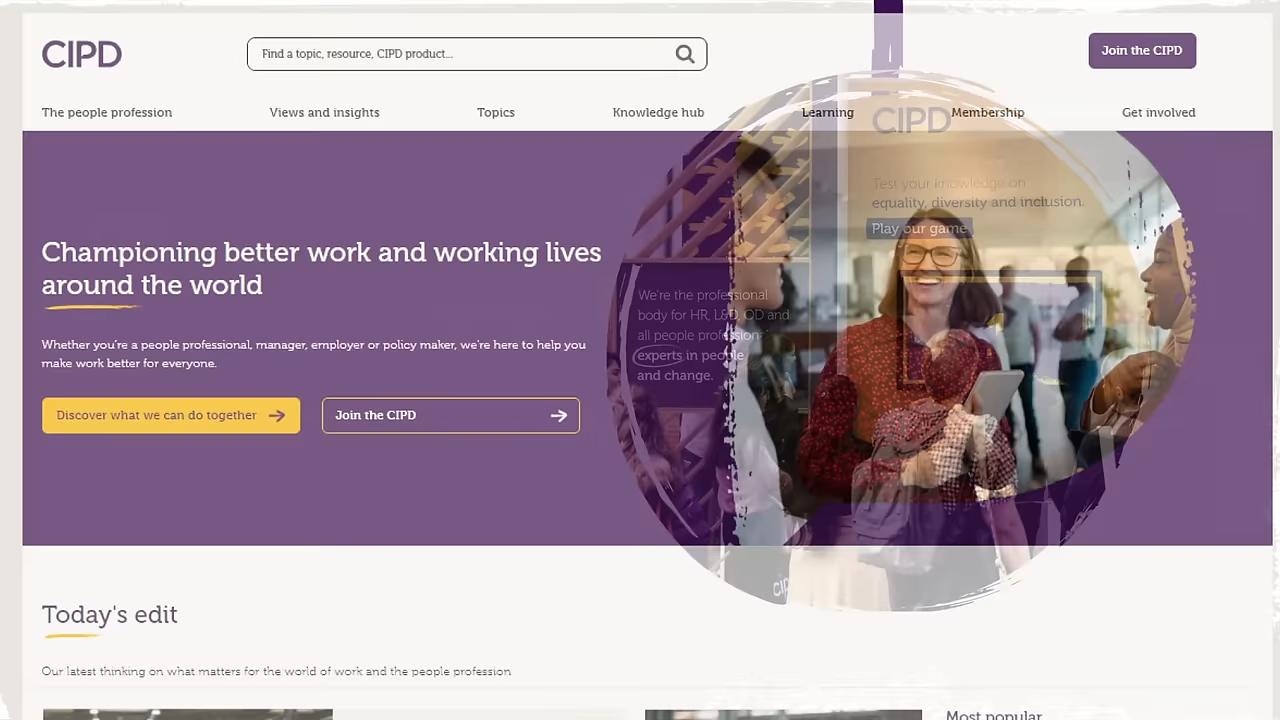 CIPD
Find a topic, resource, CIPD product...
Join the CIPD
The people profession
Views and insights
Topics
Knowledge hub
Learning
Membership
Get involved
CIPD
Test your knowledge on
equality, diversity and inclusion.
Play our game
Championing better work and working lives
around the world
Whether you're a people professional, manager, employer or policy maker, we're here to help you
make work better for everyone.
Discover what we can do together
Join the CIPD
We're the professional
body for HR, L&D, OD and
all people profession
experts in people
and change.
Today's edit
Our latest thinking on what matters for the world of work and the people profession
Most popular